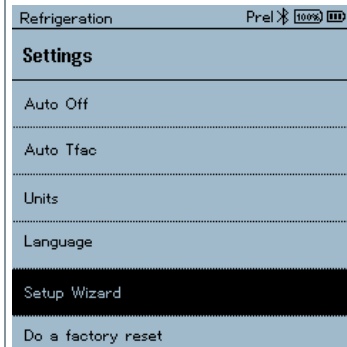 Refrigeration Prel 100%
Settings
Auto Off
Auto Tfac
Units
Language
Setup Wizard
Do a factory reset